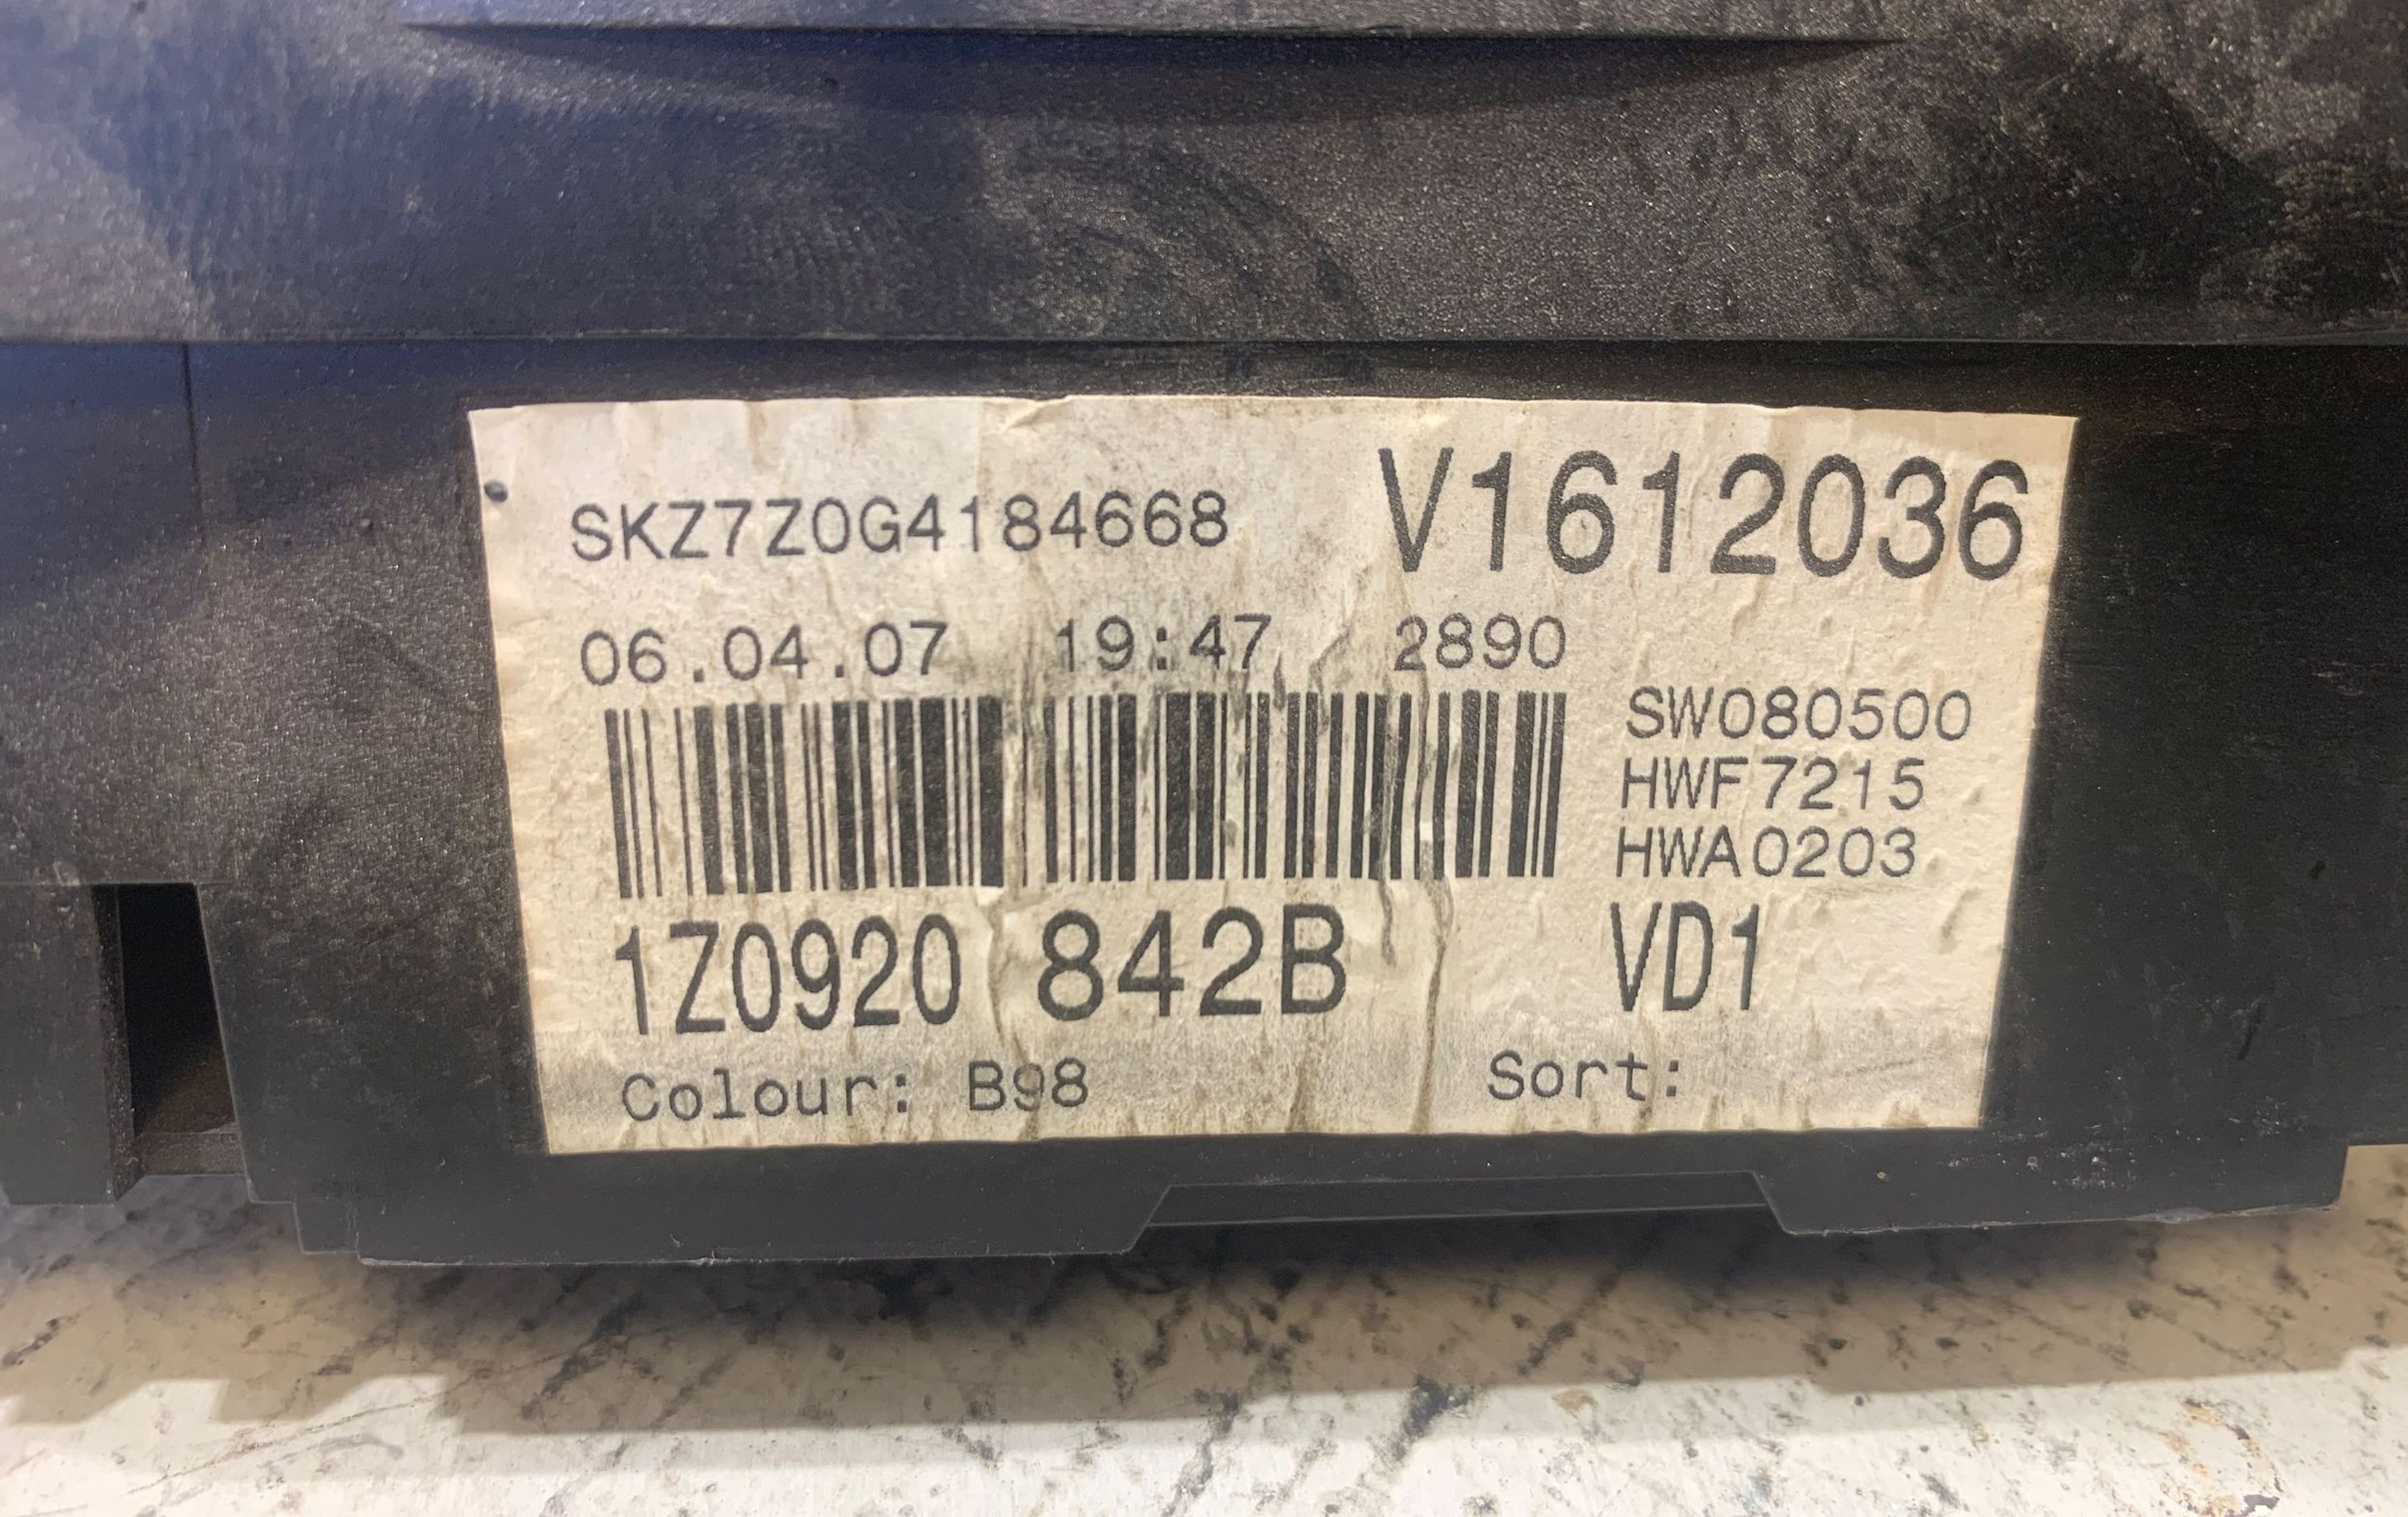 SKZ7Z0G4184668 V1612036
06.04.07 19:47 2890
SW080500
HWF7215
HWA0203
1Z0920 842B VD1
Colour: B98 Sort: